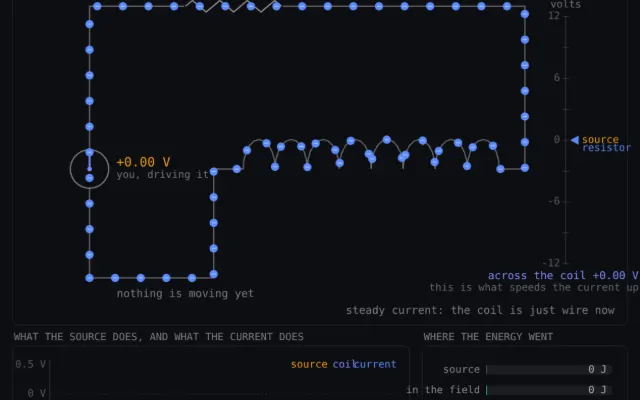 volts
12
6
0
source
resistor
+0.00 V
you, driving it
-6
-12
across the coil +0.00 V
this is what speeds the current up
nothing is moving yet
steady current: the coil is just wire now
WHAT THE SOURCE DOES, AND WHAT THE CURRENT DOES
WHERE THE ENERGY WENT
0.5 V
source coil current
source 0 J
in the field 0 J
0 V